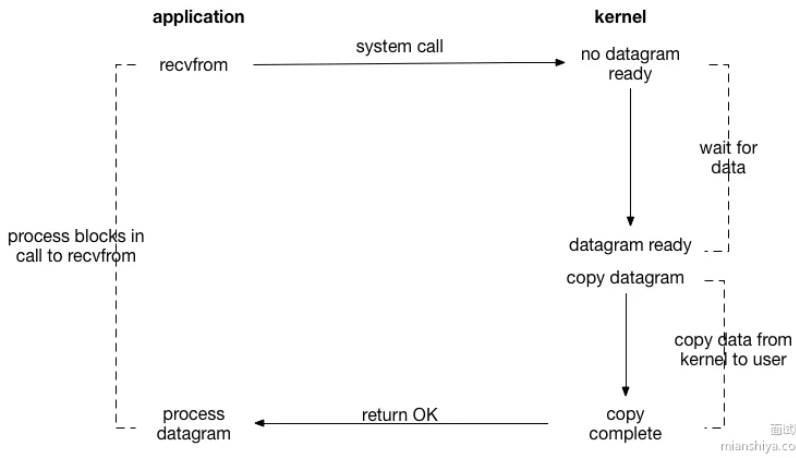 application
kernel
system call
recvfrom
no datagram
ready
wait for
data
process blocks in
call to recvfrom
datagram ready
copy datagram
copy data from
kernel to user
process
datagram
return OK
copy
complete
面试
mianshiya.co